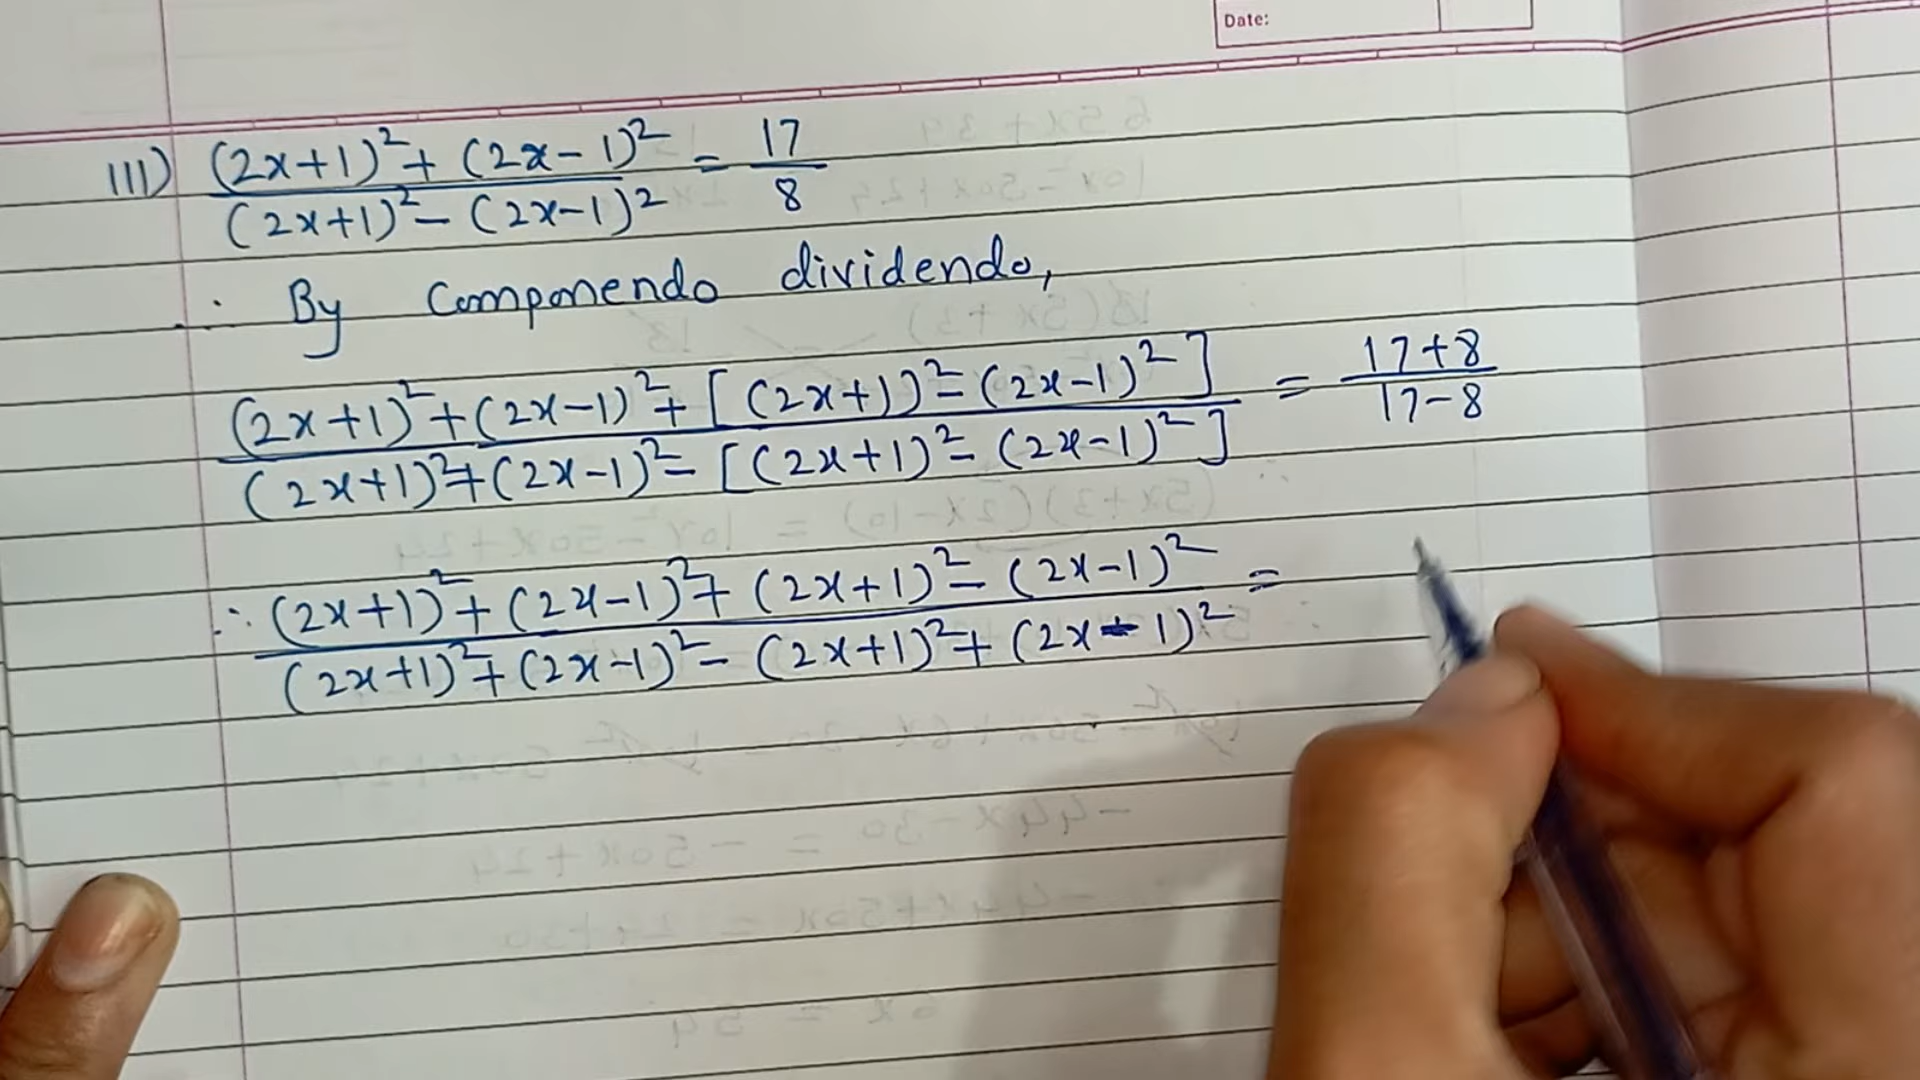 Date:
III) (2x+1)²+(2x-1)² / (2x+1)²-(2x-1)² = 17/8
∴ By Componendo dividendo,
(2x+1)²+(2x-1)²+[(2x+1)²-(2x-1)²] / (2x+1)²+(2x-1)²-[(2x+1)²-(2x-1)²] = 17+8 / 17-8
∴ (2x+1)²+(2x-1)²+(2x+1)²-(2x-1)² / (2x+1)²+(2x-1)²-(2x+1)²+(2x-1)² =